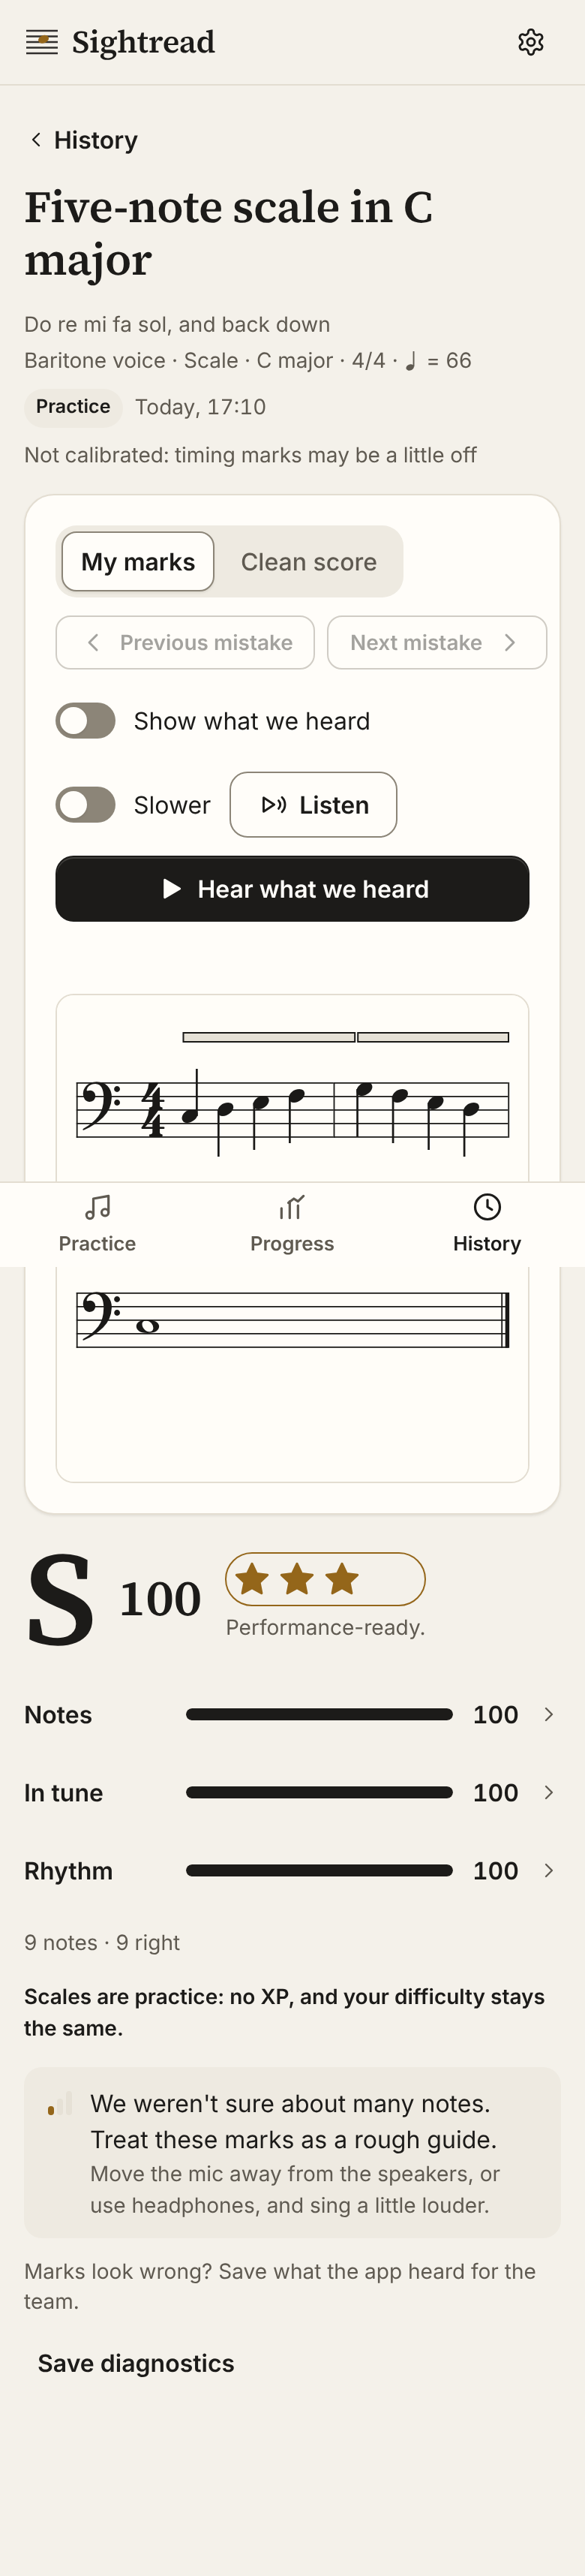 Sightread
History
Five-note scale in C
major
Do re mi fa sol, and back down
Baritone voice · Scale · C major · 4/4 · ♩ = 66
Practice Today, 17:10
Not calibrated: timing marks may be a little off
My marks Clean score
Previous mistake Next mistake
Show what we heard
Slower Listen
Hear what we heard
4
4
Practice Progress History
S 100
Performance-ready.
Notes 100
In tune 100
Rhythm 100
9 notes · 9 right
Scales are practice: no XP, and your difficulty stays
the same.
We weren't sure about many notes.
Treat these marks as a rough guide.
Move the mic away from the speakers, or
use headphones, and sing a little louder.
Marks look wrong? Save what the app heard for the
team.
Save diagnostics